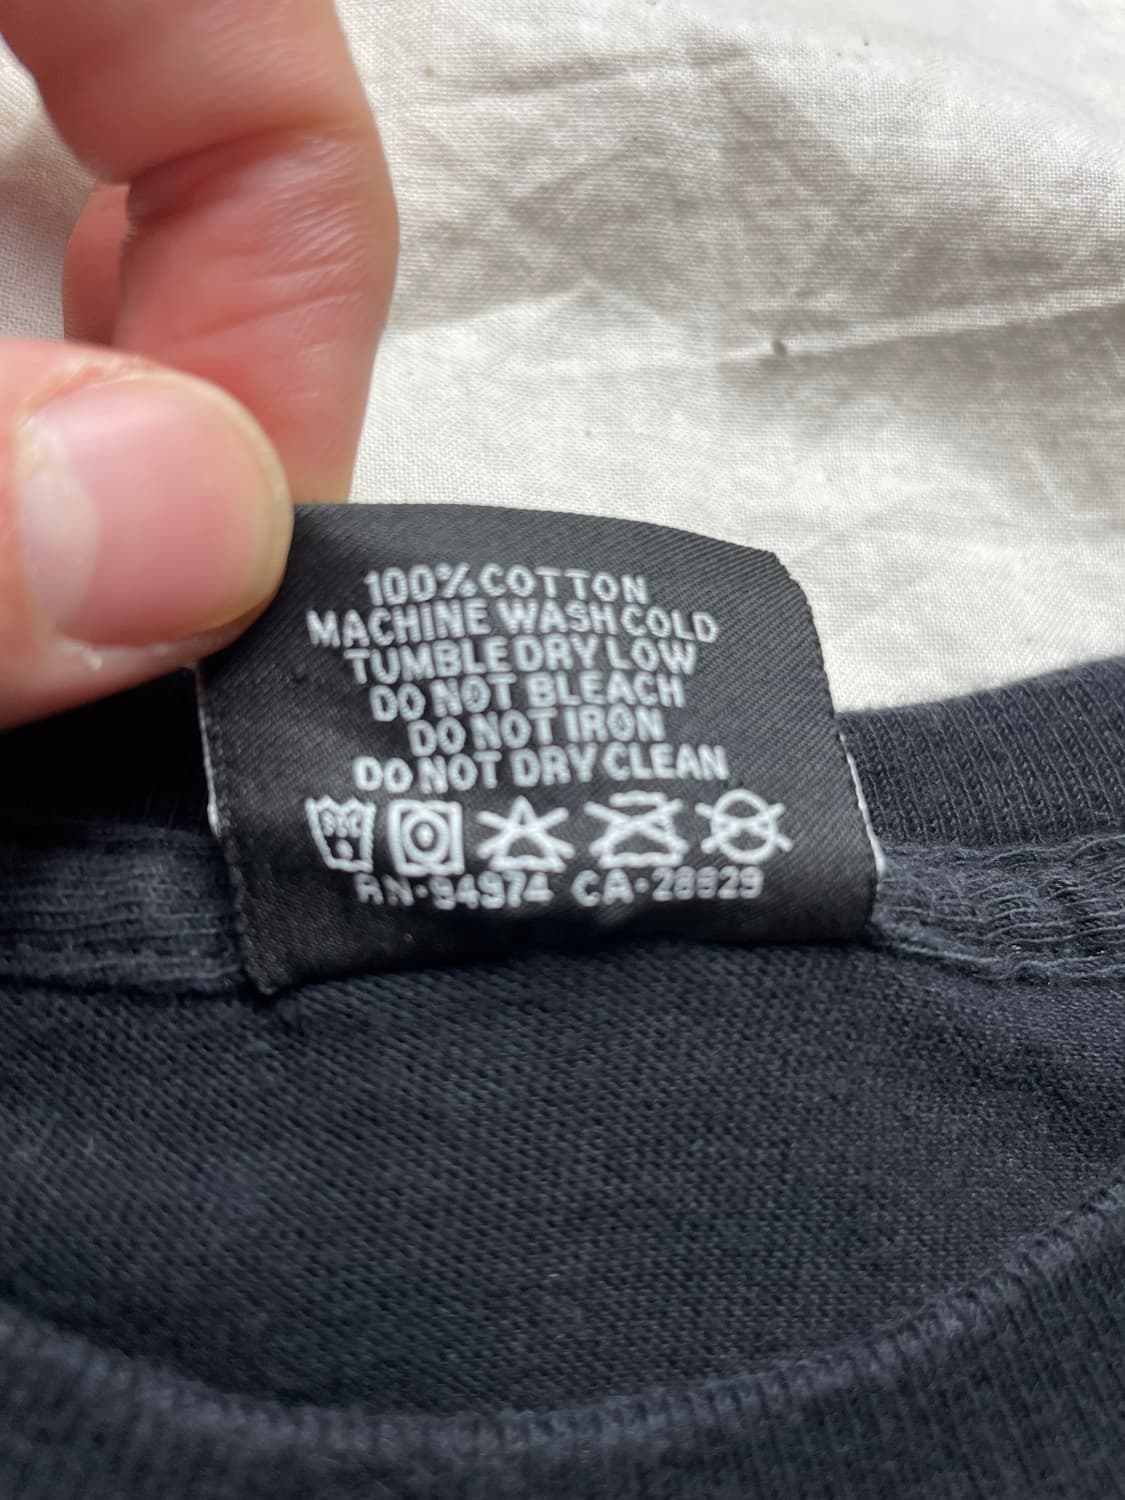 100% COTTON
MACHINE WASH COLD
TUMBLE DRY LOW
DO NOT BLEACH
DO NOT IRON
DO NOT DRY CLEAN
RN·94974 CA·28829